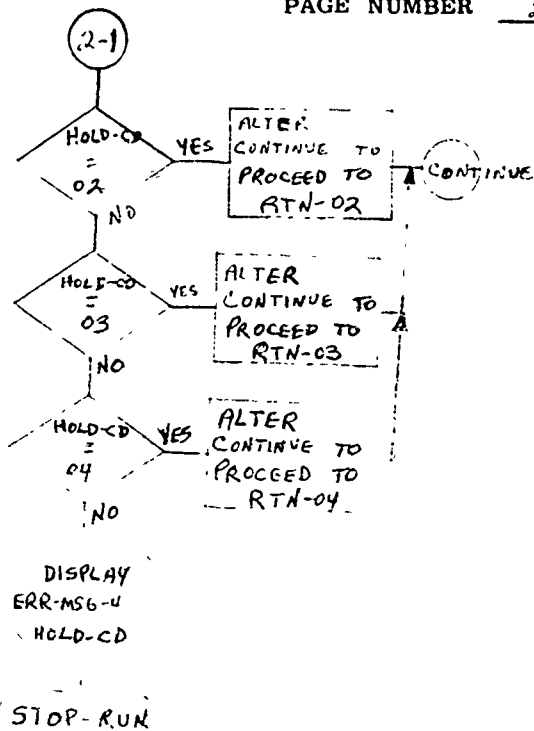 PAGE NUMBER
2-1
HOLD-CD
=
02
YES
NO
ALTER
CONTINUE TO
PROCEED TO
RTN-02
CONTINUE
HOLD-CD
=
03
YES
NO
ALTER
CONTINUE TO
PROCEED TO
RTN-03
HOLD-CD
=
04
YES
NO
ALTER
CONTINUE TO
PROCEED TO
RTN-04
DISPLAY
ERR-MSG-4
HOLD-CD
STOP-RUN